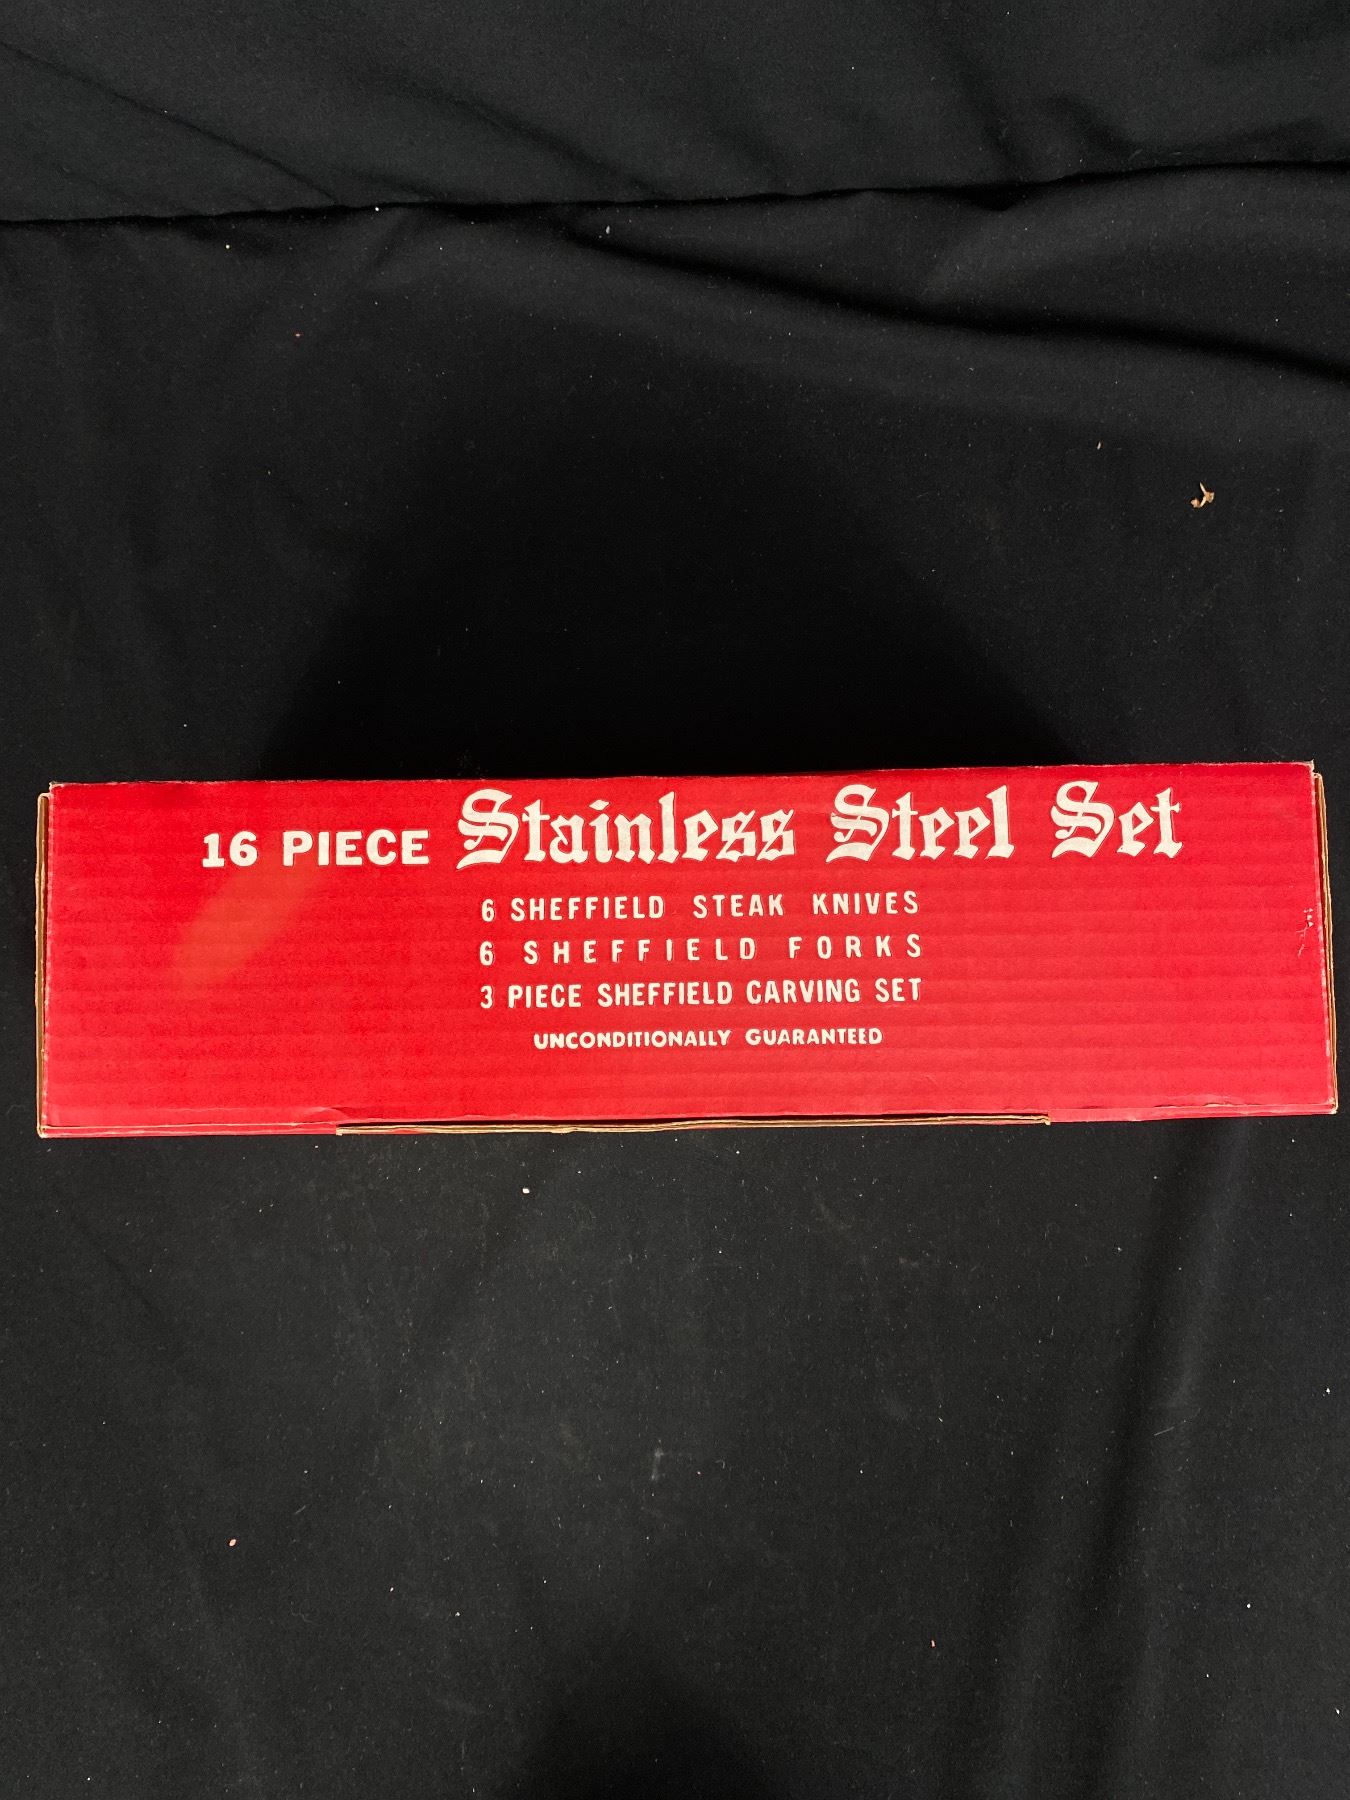 16 PIECE Stainless Steel Set
6 SHEFFIELD STEAK KNIVES
6 SHEFFIELD FORKS
3 PIECE SHEFFIELD CARVING SET
UNCONDITIONALLY GUARANTEED